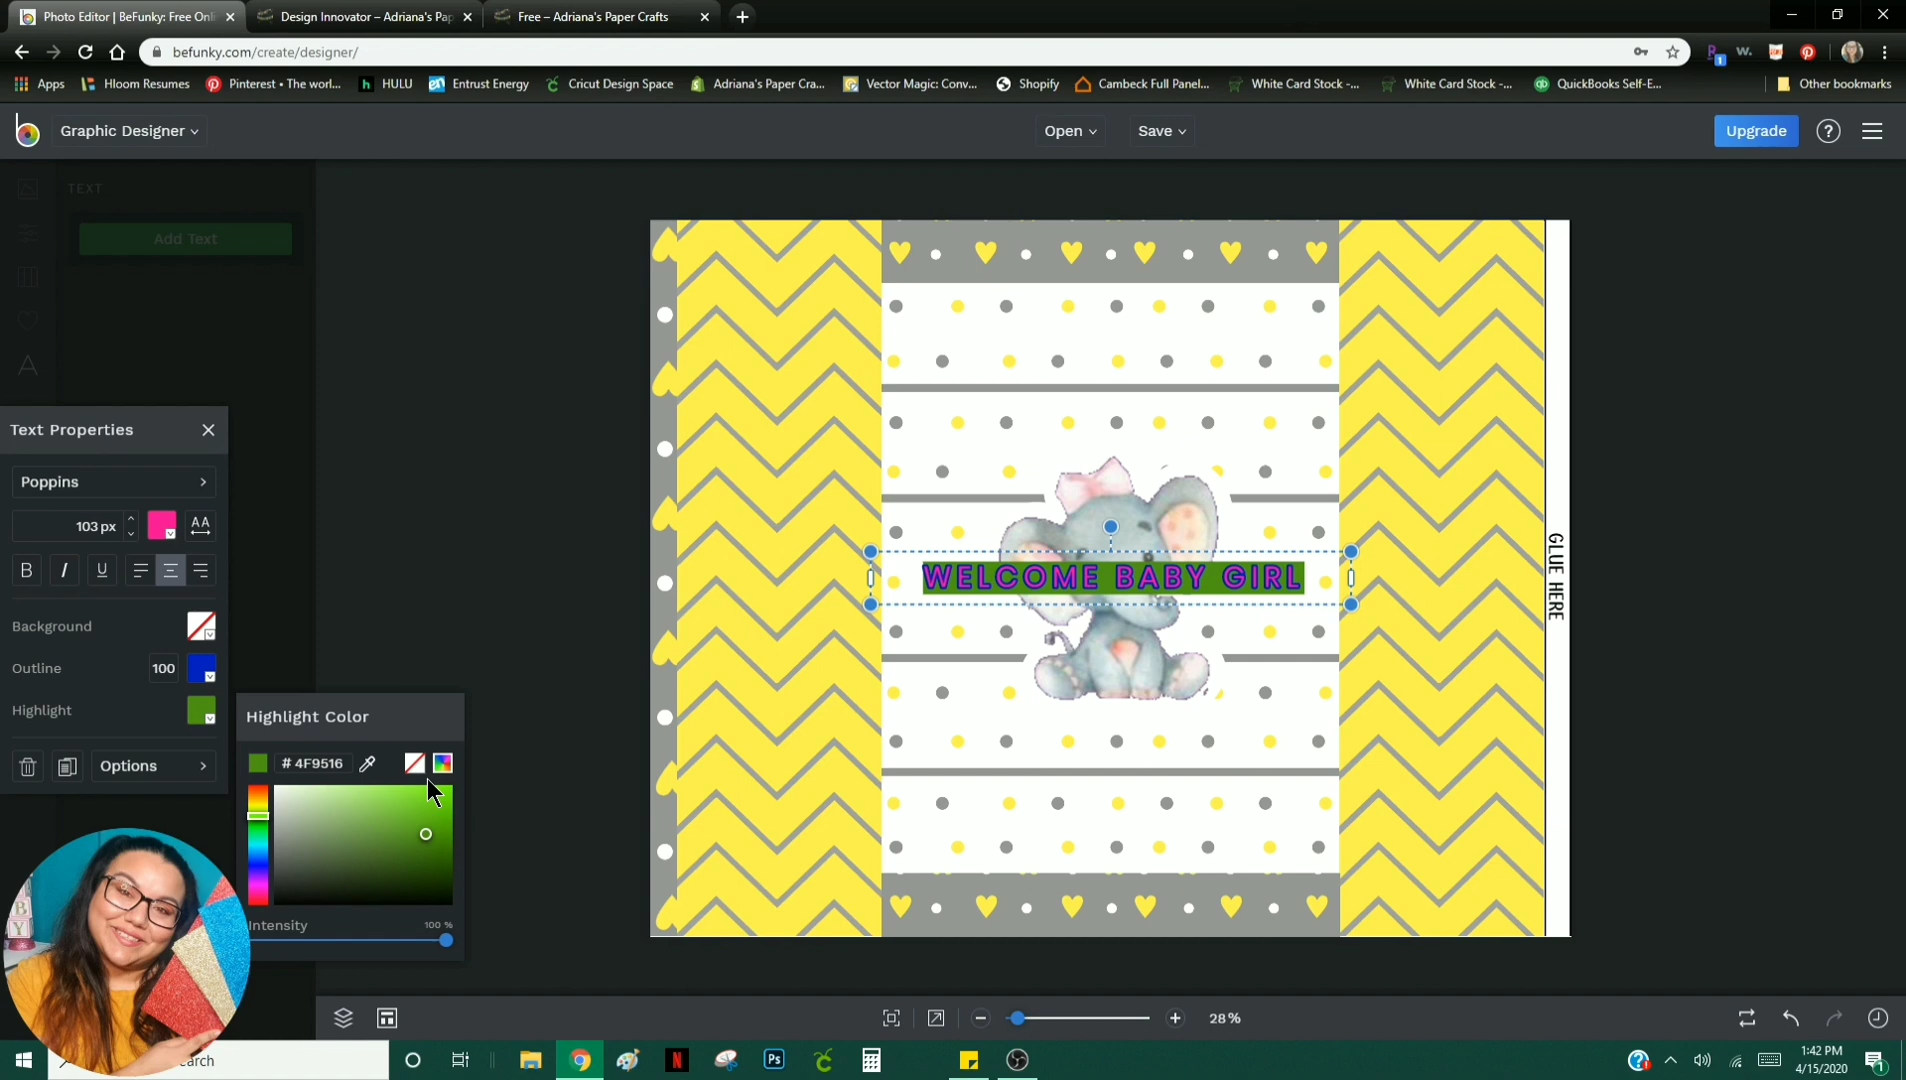 Photo Editor | BeFunky: Free Onli
Design Innovator – Adriana's Pap
Free – Adriana's Paper Crafts
befunky.com/create/designer/
Apps
Hloom Resumes
Pinterest • The worl...
HULU
Entrust Energy
Cricut Design Space
Adriana's Paper Cra...
Vector Magic: Conv...
Shopify
Cambeck Full Panel...
White Card Stock -...
White Card Stock -...
QuickBooks Self-E...
Other bookmarks
Graphic Designer
Open
Save
Upgrade
TEXT
Add Text
Text Properties
Poppins
103 px
AA
B I U
Background
Outline 100
Highlight
Options
Highlight Color
# 4F9516
Intensity 100 %
WELCOME BABY GIRL
GLUE HERE
28%
earch
Ps
1:42 PM
4/15/2020